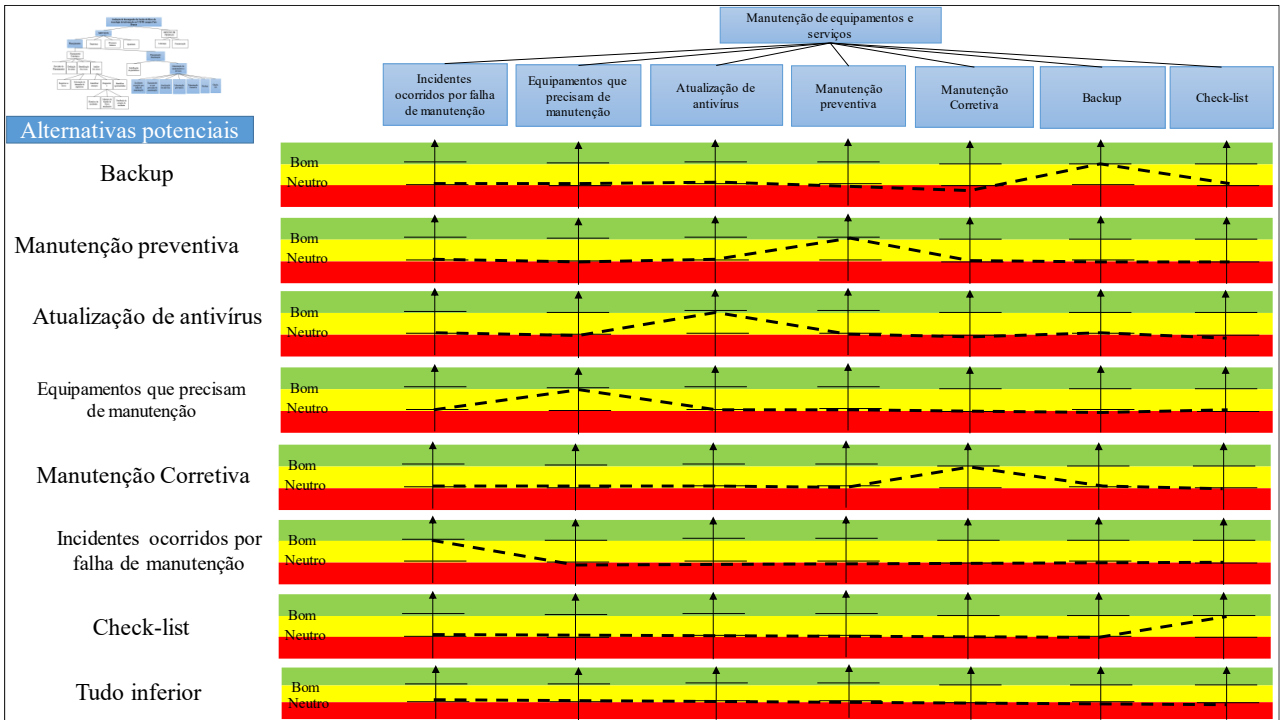 Manutenção de equipamentos e
serviços
Incidentes
ocorridos por falha
de manutenção
Equipamentos que
precisam de
manutenção
Atualização de
antivírus
Manutenção
preventiva
Manutenção
Corretiva
Backup
Check-list
Alternativas potenciais
Backup
Bom
Neutro
Manutenção preventiva
Bom
Neutro
Atualização de antivírus
Bom
Neutro
Equipamentos que precisam
de manutenção
Bom
Neutro
Manutenção Corretiva
Bom
Neutro
Incidentes ocorridos por
falha de manutenção
Bom
Neutro
Check-list
Bom
Neutro
Tudo inferior
Bom
Neutro